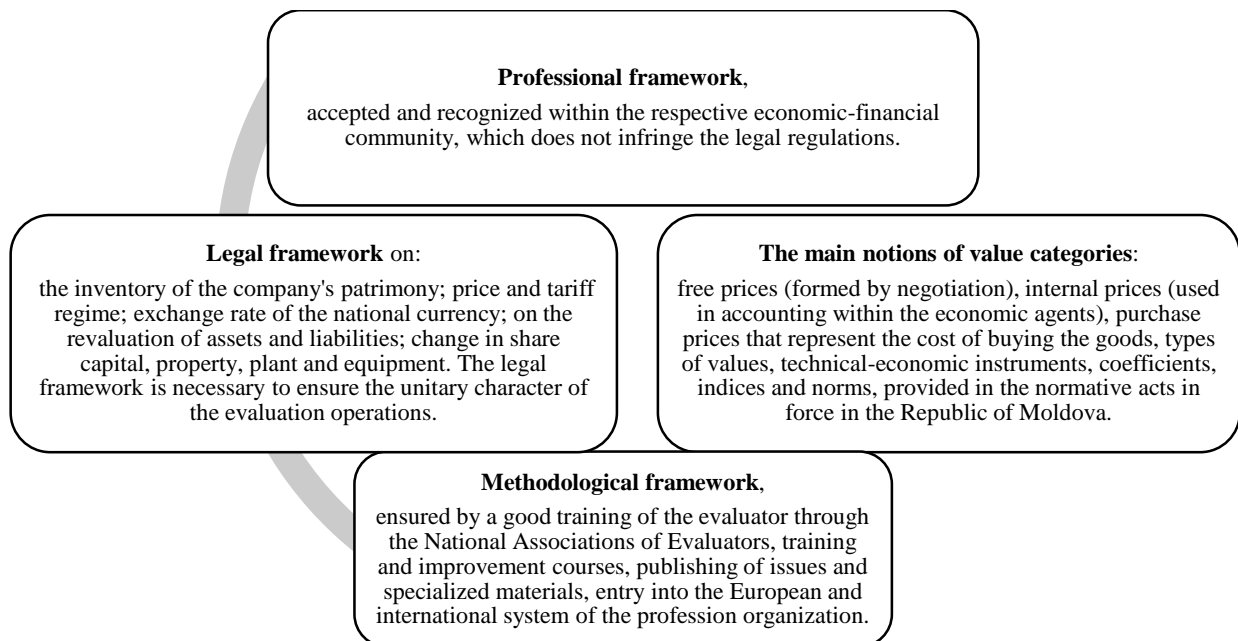 Professional framework,
accepted and recognized within the respective economic-financial
community, which does not infringe the legal regulations.
Legal framework on:
the inventory of the company's patrimony; price and tariff
regime; exchange rate of the national currency; on the
revaluation of assets and liabilities; change in share
capital, property, plant and equipment. The legal
framework is necessary to ensure the unitary character of
the evaluation operations.
The main notions of value categories:
free prices (formed by negotiation), internal prices (used
in accounting within the economic agents), purchase
prices that represent the cost of buying the goods, types
of values, technical-economic instruments, coefficients,
indices and norms, provided in the normative acts in
force in the Republic of Moldova.
Methodological framework,
ensured by a good training of the evaluator through
the National Associations of Evaluators, training
and improvement courses, publishing of issues and
specialized materials, entry into the European and
international system of the profession organization.